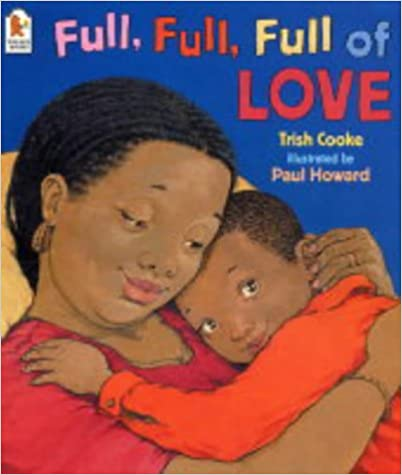 Full, Full, Full of
LOVE
Trish Cooke
illustrated by
Paul Howard